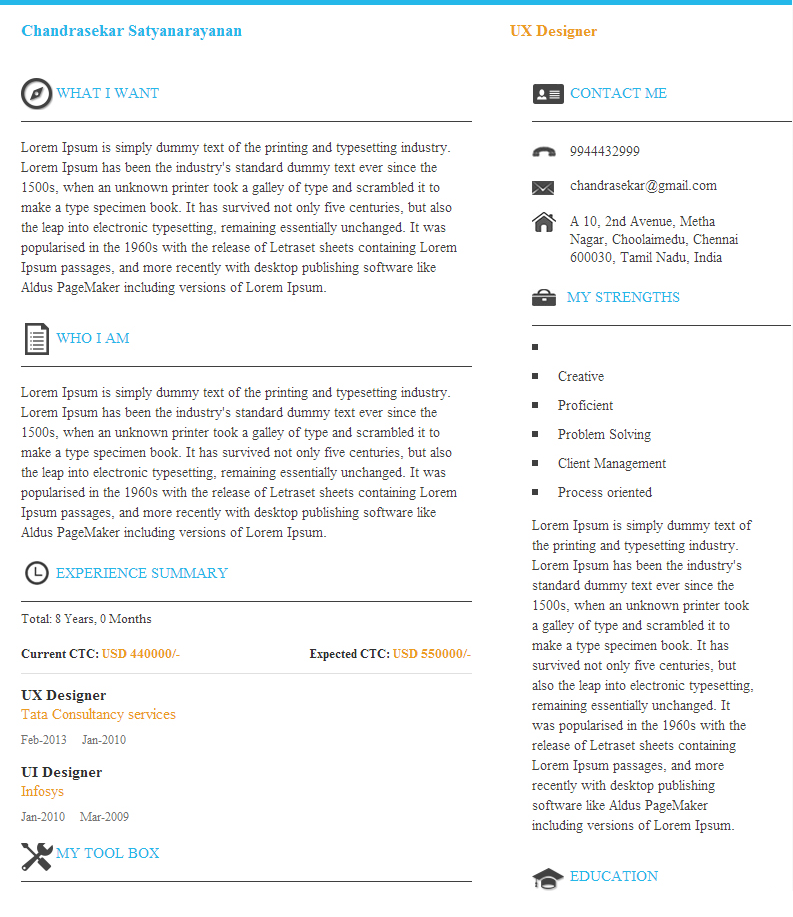 Chandrasekar Satyanarayanan
UX Designer
WHAT I WANT
Lorem Ipsum is simply dummy text of the printing and typesetting industry.
Lorem Ipsum has been the industry's standard dummy text ever since the
1500s, when an unknown printer took a galley of type and scrambled it to
make a type specimen book. It has survived not only five centuries, but also
the leap into electronic typesetting, remaining essentially unchanged. It was
popularised in the 1960s with the release of Letraset sheets containing Lorem
Ipsum passages, and more recently with desktop publishing software like
Aldus PageMaker including versions of Lorem Ipsum.
WHO I AM
Lorem Ipsum is simply dummy text of the printing and typesetting industry.
Lorem Ipsum has been the industry's standard dummy text ever since the
1500s, when an unknown printer took a galley of type and scrambled it to
make a type specimen book. It has survived not only five centuries, but also
the leap into electronic typesetting, remaining essentially unchanged. It was
popularised in the 1960s with the release of Letraset sheets containing Lorem
Ipsum passages, and more recently with desktop publishing software like
Aldus PageMaker including versions of Lorem Ipsum.
EXPERIENCE SUMMARY
Total: 8 Years, 0 Months
Current CTC: USD 440000/- Expected CTC: USD 550000/-
UX Designer
Tata Consultancy services
Feb-2013 Jan-2010
UI Designer
Infosys
Jan-2010 Mar-2009
MY TOOL BOX
CONTACT ME
9944432999
chandrasekar@gmail.com
A 10, 2nd Avenue, Metha
Nagar, Choolaimedu, Chennai
600030, Tamil Nadu, India
MY STRENGTHS
Creative
Proficient
Problem Solving
Client Management
Process oriented
Lorem Ipsum is simply dummy text of
the printing and typesetting industry.
Lorem Ipsum has been the industry's
standard dummy text ever since the
1500s, when an unknown printer took
a galley of type and scrambled it to
make a type specimen book. It has
survived not only five centuries, but
also the leap into electronic typesetting,
remaining essentially unchanged. It
was popularised in the 1960s with the
release of Letraset sheets containing
Lorem Ipsum passages, and more
recently with desktop publishing
software like Aldus PageMaker
including versions of Lorem Ipsum.
EDUCATION